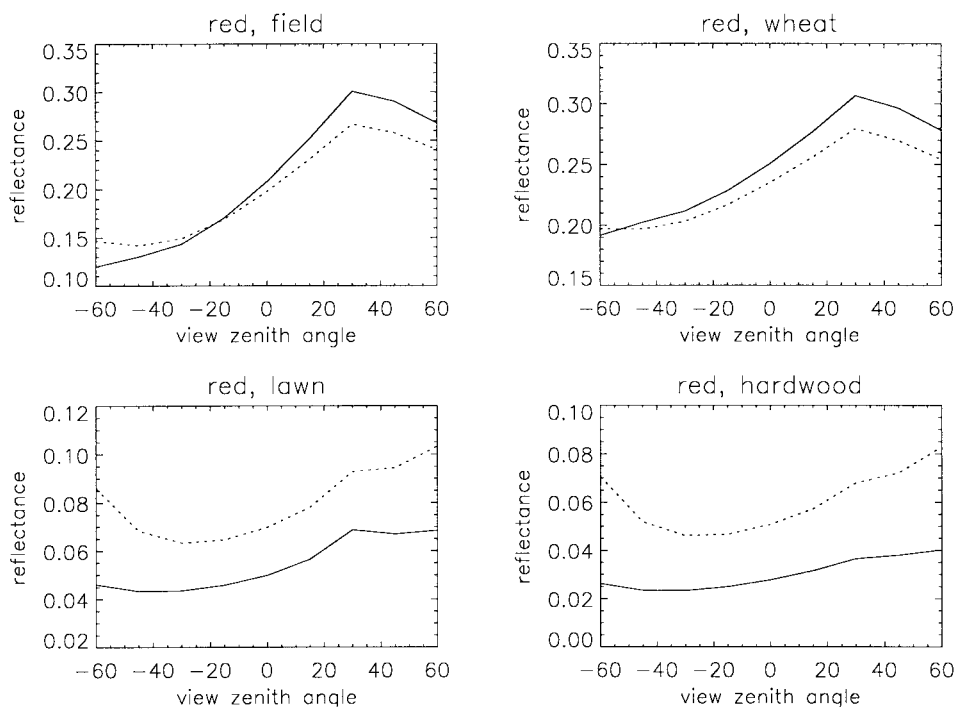 red, field
0.35
0.30
0.25
0.20
0.15
0.10
reflectance
−60 −40 −20 0 20 40 60
view zenith angle
red, wheat
0.35
0.30
0.25
0.20
0.15
reflectance
−60 −40 −20 0 20 40 60
view zenith angle
red, lawn
0.12
0.10
0.08
0.06
0.04
0.02
reflectance
−60 −40 −20 0 20 40 60
view zenith angle
red, hardwood
0.10
0.08
0.06
0.04
0.02
0.00
reflectance
−60 −40 −20 0 20 40 60
view zenith angle